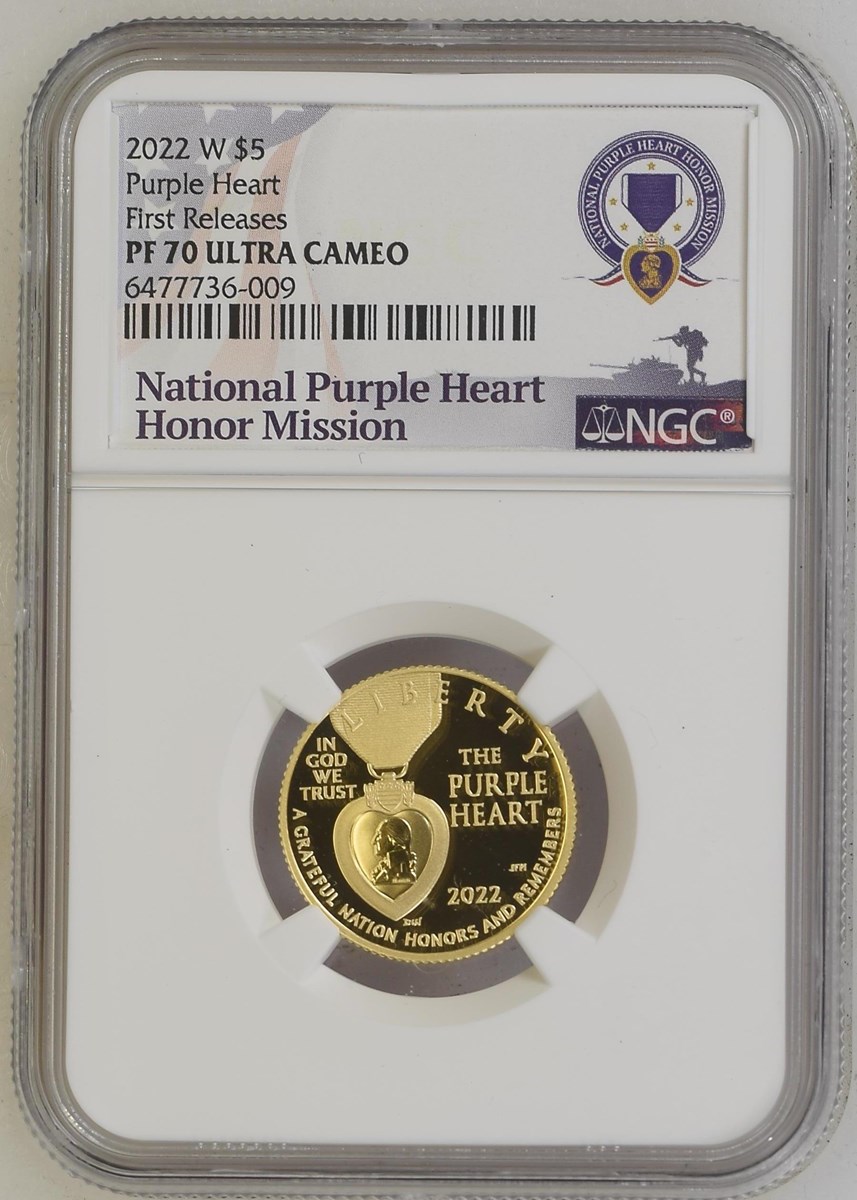 2022 W $5
Purple Heart
First Releases
PF 70 ULTRA CAMEO
6477736-009
National Purple Heart
Honor Mission
NATIONAL PURPLE HEART HONOR MISSION
NGC®
LIBERTY
IN
GOD
WE
TRUST
THE
PURPLE
HEART
2022
A GRATEFUL NATION HONORS AND REMEMBERS